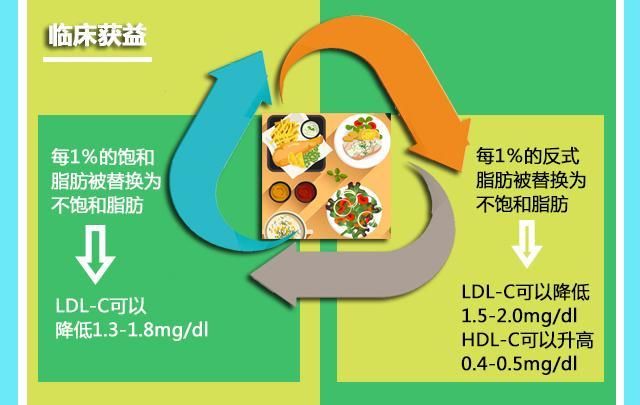 临床获益
每1%的饱和
脂肪被替换为
不饱和脂肪
LDL-C可以
降低1.3-1.8mg/dl
每1%的反式
脂肪被替换为
不饱和脂肪
LDL-C可以降低
1.5-2.0mg/dl
HDL-C可以升高
0.4-0.5mg/dl